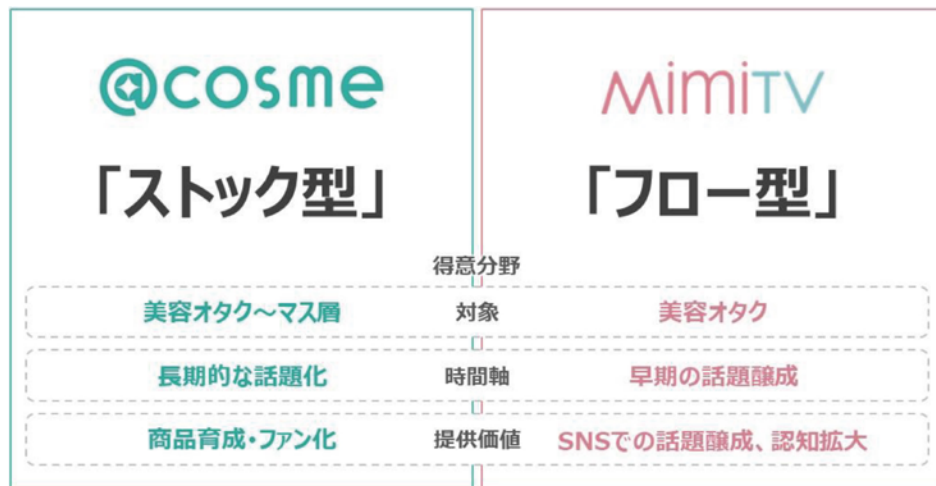 @cosme
MimiTV
「ストック型」
「フロー型」
得意分野
美容オタク～マス層 対象 美容オタク
長期的な話題化 時間軸 早期の話題醸成
商品育成・ファン化 提供価値 SNSでの話題醸成、認知拡大